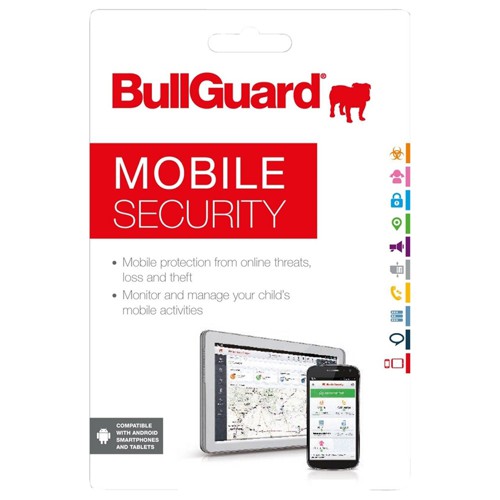 BullGuard®
MOBILE
SECURITY
• Mobile protection from online threats,
loss and theft
• Monitor and manage your child's
mobile activities
COMPATIBLE
WITH ANDROID
SMARTPHONES
AND TABLETS